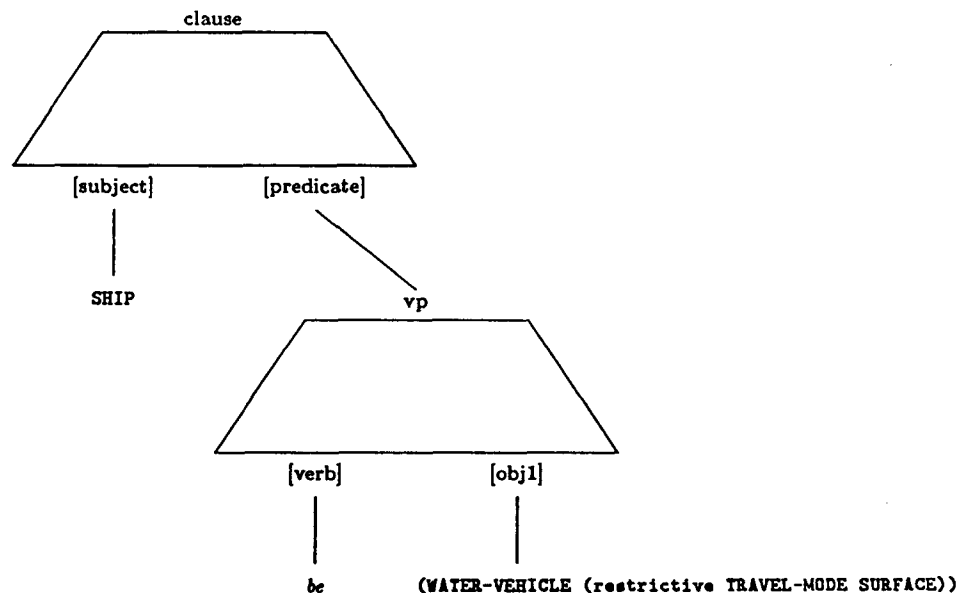 clause
[subject] [predicate]
SHIP
vp
[verb] [obj1]
be (WATER-VEHICLE (restrictive TRAVEL-MODE SURFACE))